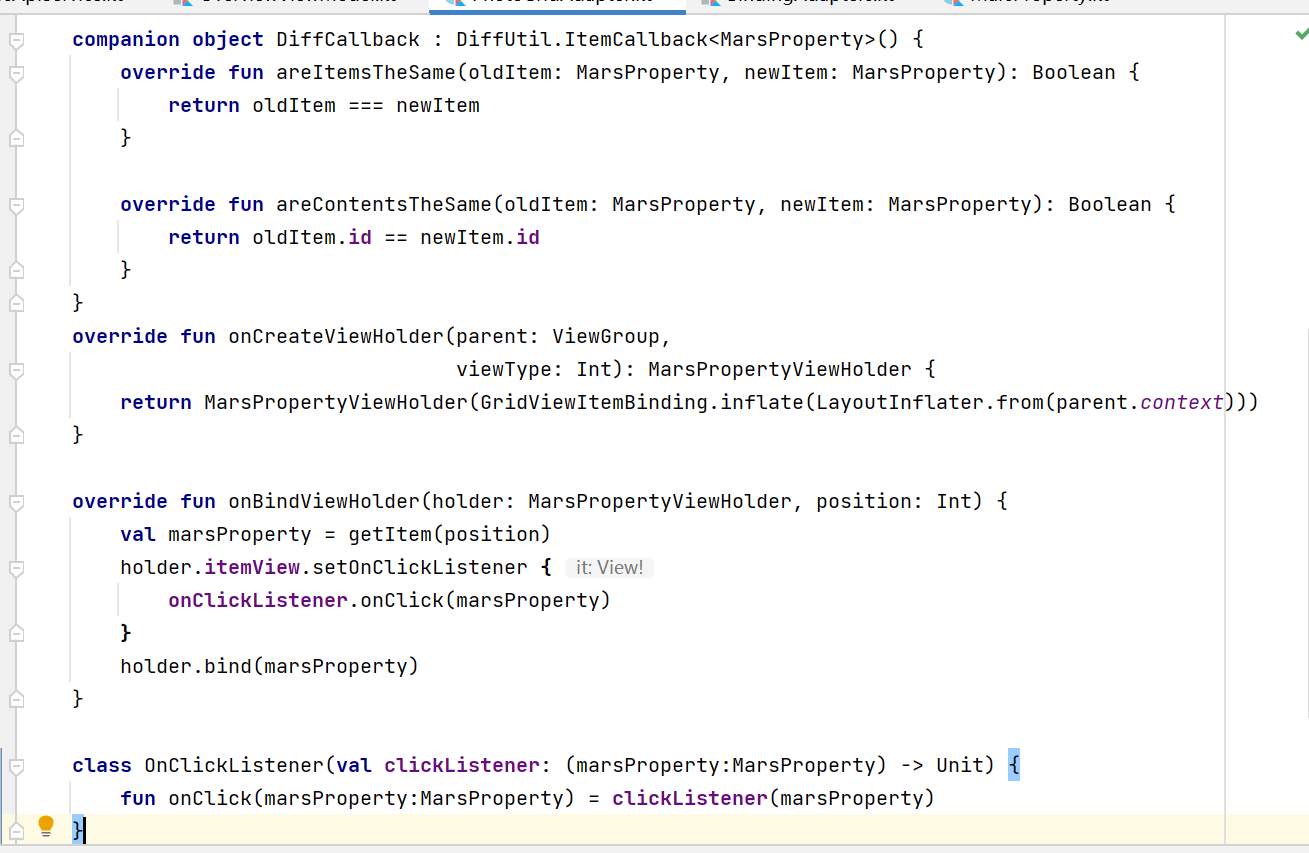 companion object DiffCallback : DiffUtil.ItemCallback<MarsProperty>() {
override fun areItemsTheSame(oldItem: MarsProperty, newItem: MarsProperty): Boolean {
return oldItem === newItem
}
override fun areContentsTheSame(oldItem: MarsProperty, newItem: MarsProperty): Boolean {
return oldItem.id == newItem.id
}
}
override fun onCreateViewHolder(parent: ViewGroup,
viewType: Int): MarsPropertyViewHolder {
return MarsPropertyViewHolder(GridViewItemBinding.inflate(LayoutInflater.from(parent.context)))
}
override fun onBindViewHolder(holder: MarsPropertyViewHolder, position: Int) {
val marsProperty = getItem(position)
holder.itemView.setOnClickListener { it: View!
onClickListener.onClick(marsProperty)
}
holder.bind(marsProperty)
}
class OnClickListener(val clickListener: (marsProperty:MarsProperty) -> Unit) {
fun onClick(marsProperty:MarsProperty) = clickListener(marsProperty)
}